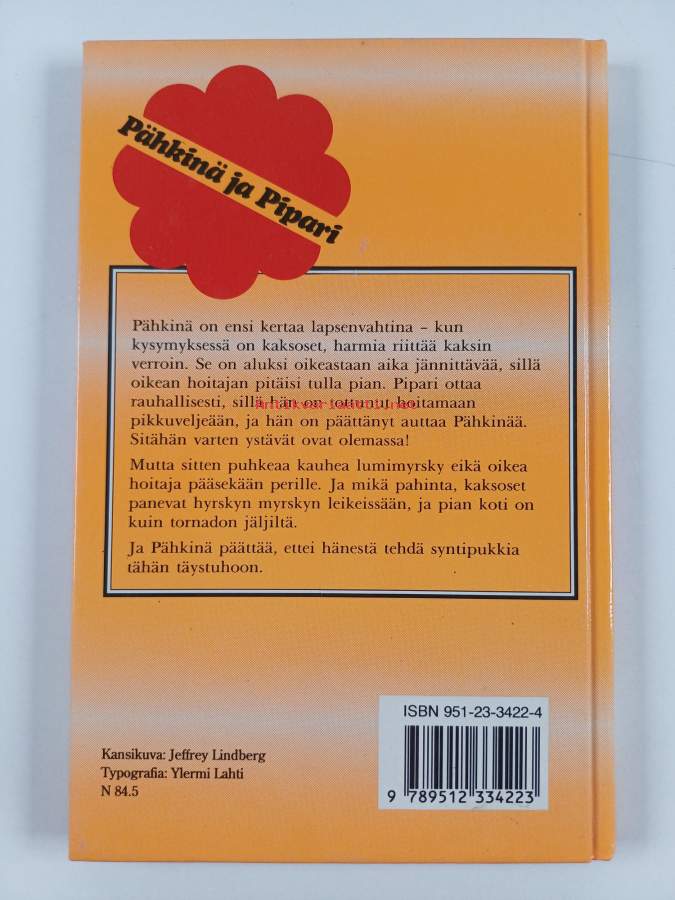 Pähkinä ja Pipari
Pähkinä on ensi kertaa lapsenvahtina – kun
kysymyksessä on kaksoset, harmia riittää kaksin
verroin. Se on aluksi oikeastaan aika jännittävää, sillä
oikean hoitajan pitäisi tulla pian. Pipari ottaa
rauhallisesti, sillä hän on tottunut hoitamaan
Antikvariaatti.net
pikkuveljeään, ja hän on päättänyt auttaa Pähkinää.
Sitähän varten ystävät ovat olemassa!
Mutta sitten puhkeaa kauhea lumimyrsky eikä oikea
hoitaja pääsekään perille. Ja mikä pahinta, kaksoset
panevat hyrskyn myrskyn leikeissään, ja pian koti on
kuin tornadon jäljiltä.
Ja Pähkinä päättää, ettei hänestä tehdä syntipukkia
tähän täystuhoon.
ISBN 951-23-3422-4
9 789512 334223
Kansikuva: Jeffrey Lindberg
Typografia: Ylermi Lahti
N 84.5